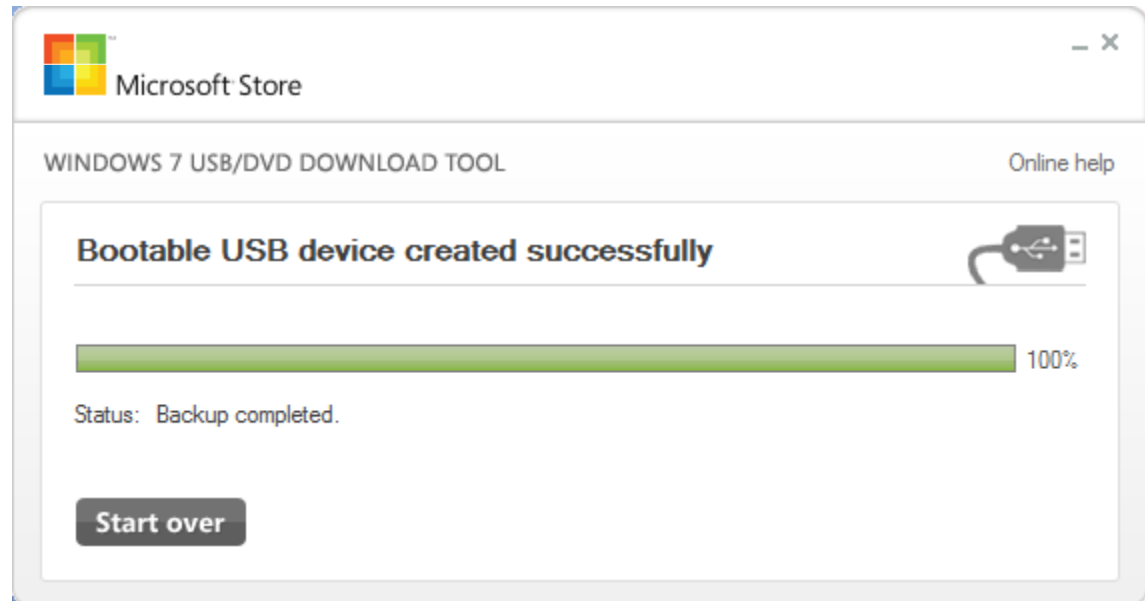 Microsoft Store
WINDOWS 7 USB/DVD DOWNLOAD TOOL
Online help
Bootable USB device created successfully
100%
Status: Backup completed.
Start over